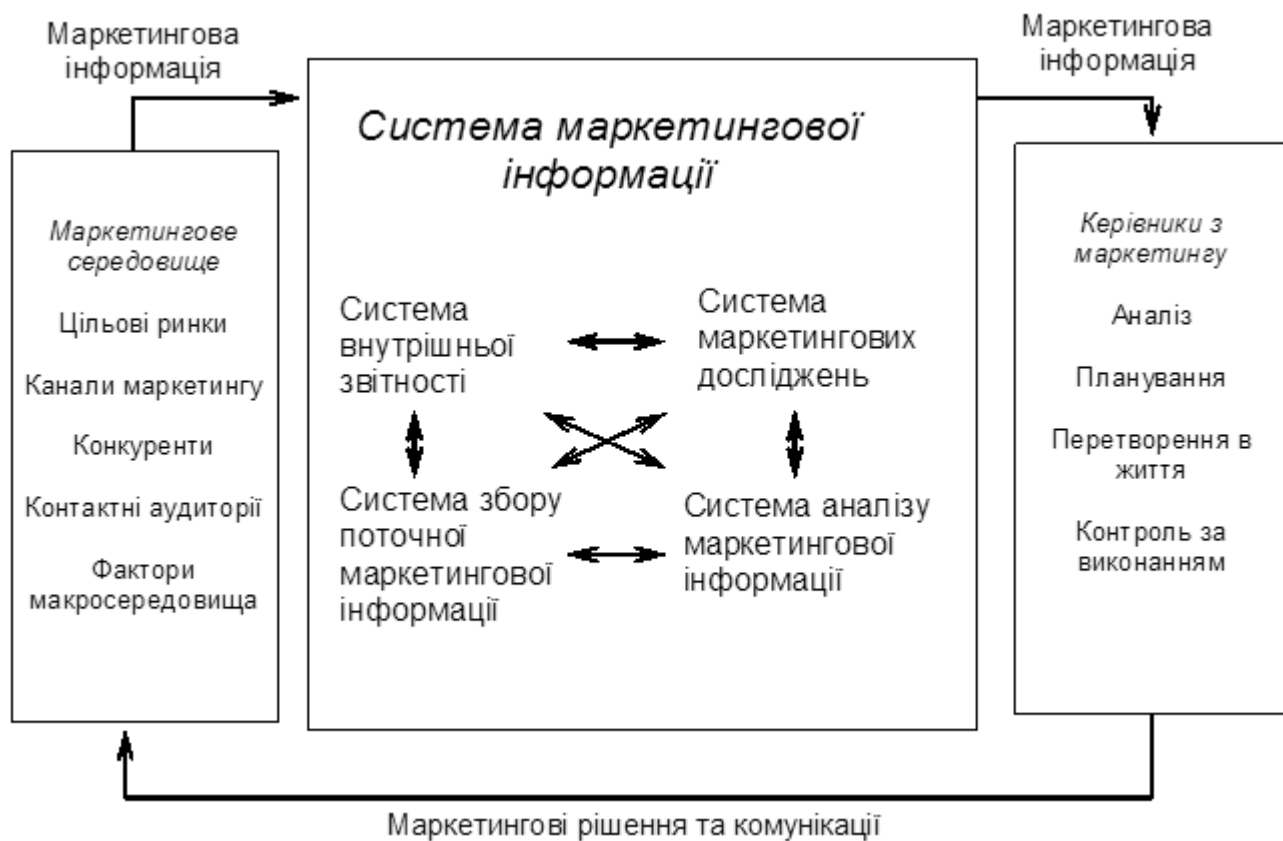 Маркетингова
інформація
Маркетингова
інформація
Система маркетингової
інформації
Маркетингове
середовище
Цільові ринки
Канали маркетингу
Конкуренти
Контактні аудиторії
Фактори
макросередовища
Система
внутрішньої
звітності
Система
маркетингових
досліджень
Система збору
поточної
маркетингової
інформації
Система аналізу
маркетингової
інформації
Керівники з
маркетингу
Аналіз
Планування
Перетворення в
життя
Контроль за
виконанням
Маркетингові рішення та комунікації